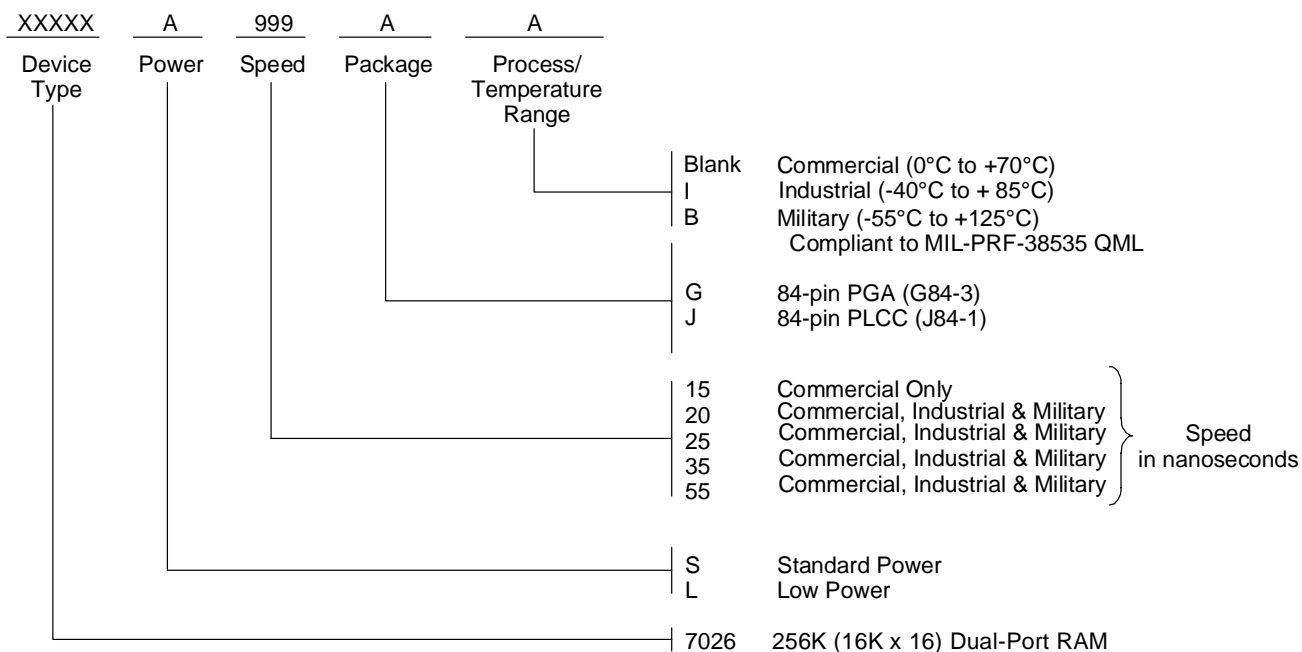 XXXXX A 999 A A
Device Type Power Speed Package Process/ Temperature Range
Blank Commercial (0°C to +70°C)
I Industrial (-40°C to + 85°C)
B Military (-55°C to +125°C)
Compliant to MIL-PRF-38535 QML
G 84-pin PGA (G84-3)
J 84-pin PLCC (J84-1)
15 Commercial Only
20 Commercial, Industrial & Military
25 Commercial, Industrial & Military
35 Commercial, Industrial & Military
55 Commercial, Industrial & Military
Speed
in nanoseconds
S Standard Power
L Low Power
7026 256K (16K x 16) Dual-Port RAM